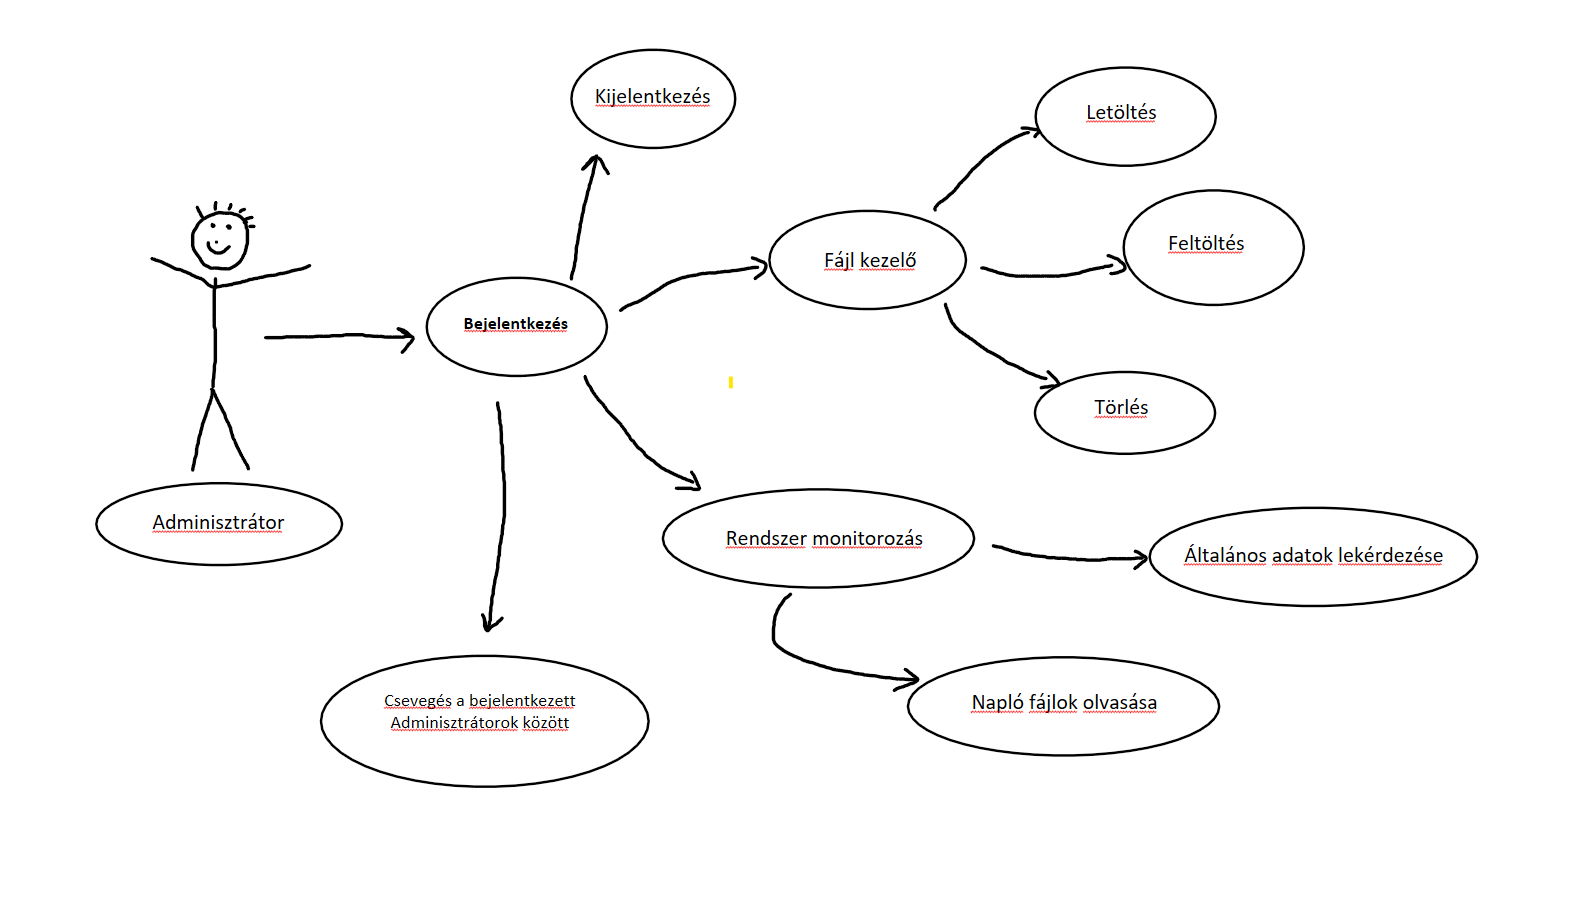 Kijelentkezés
Letöltés
Feltöltés
Fájl kezelő
Bejelentkezés
Törlés
Adminisztrátor
Rendszer monitorozás
Általános adatok lekérdezése
Csevegés a bejelentkezett
Adminisztrátorok között
Napló fájlok olvasása